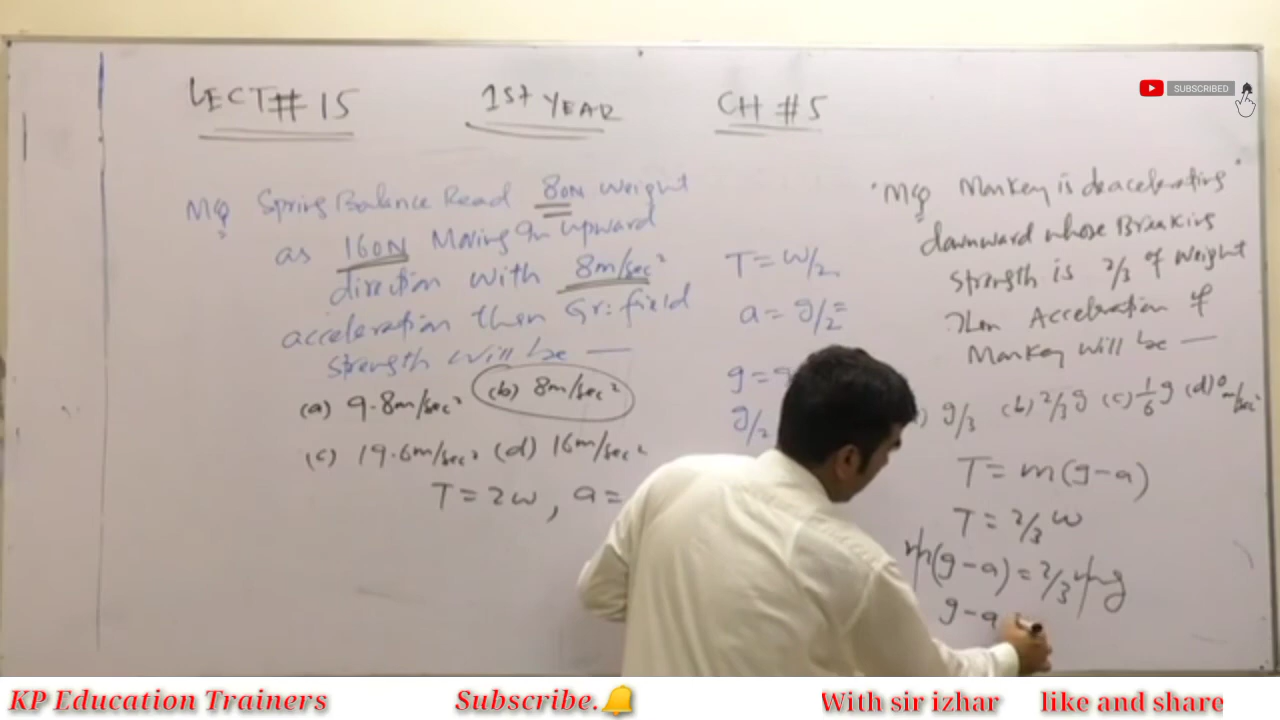 LECT# 15 1ST YEAR CH #5
SUBSCRIBED
MQ Spring Balance Read 80N weight
as 160N Moving in upward
direction with 8m/sec²
acceleration then Gr: field
strength will be —
(a) 9.8m/sec² (b) 8m/sec²
(c) 19.6m/sec² (d) 16m/sec²
T = 2w , a =
T = w/2
a = g/2 =
g =
g/2
MQ Monkey is deacelerating
downward whose Breaking
strength is 2/3 of weight
Then Acceleration of
Monkey will be —
g/3 (b) 2/3 g (c) 1/6 g (d) 0 m/sec²
T = m(g-a)
T = 2/3 w
m(g-a) = 2/3 mg
g-a
KP Education Trainers Subscribe. With sir izhar like and share